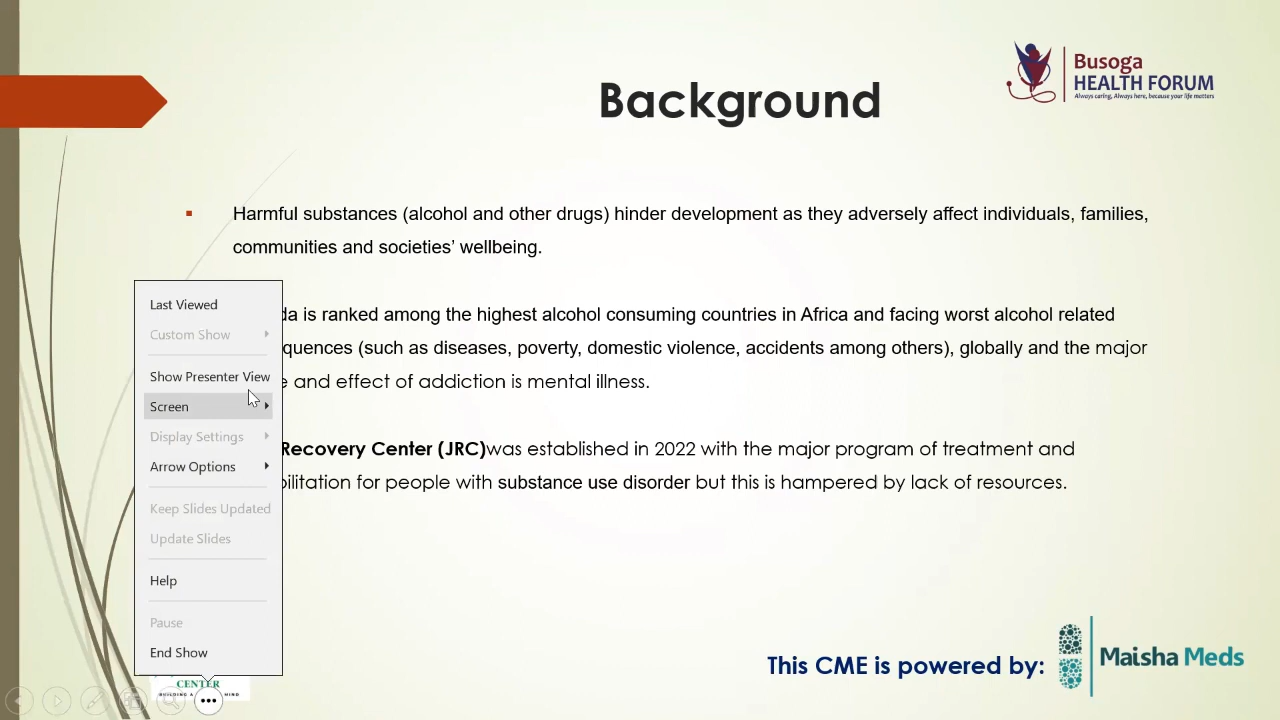 Busoga
HEALTH FORUM
Always caring, Always here, because your life matters
Background
Harmful substances (alcohol and other drugs) hinder development as they adversely affect individuals, families,
communities and societies’ wellbeing.
da is ranked among the highest alcohol consuming countries in Africa and facing worst alcohol related
quences (such as diseases, poverty, domestic violence, accidents among others), globally and the major
e and effect of addiction is mental illness.
Recovery Center (JRC)was established in 2022 with the major program of treatment and
bilitation for people with substance use disorder but this is hampered by lack of resources.
Last Viewed
Custom Show
Show Presenter View
Screen
Display Settings
Arrow Options
Keep Slides Updated
Update Slides
Help
Pause
End Show
CENTER
BUILDING A MIND
This CME is powered by:
Maisha Meds